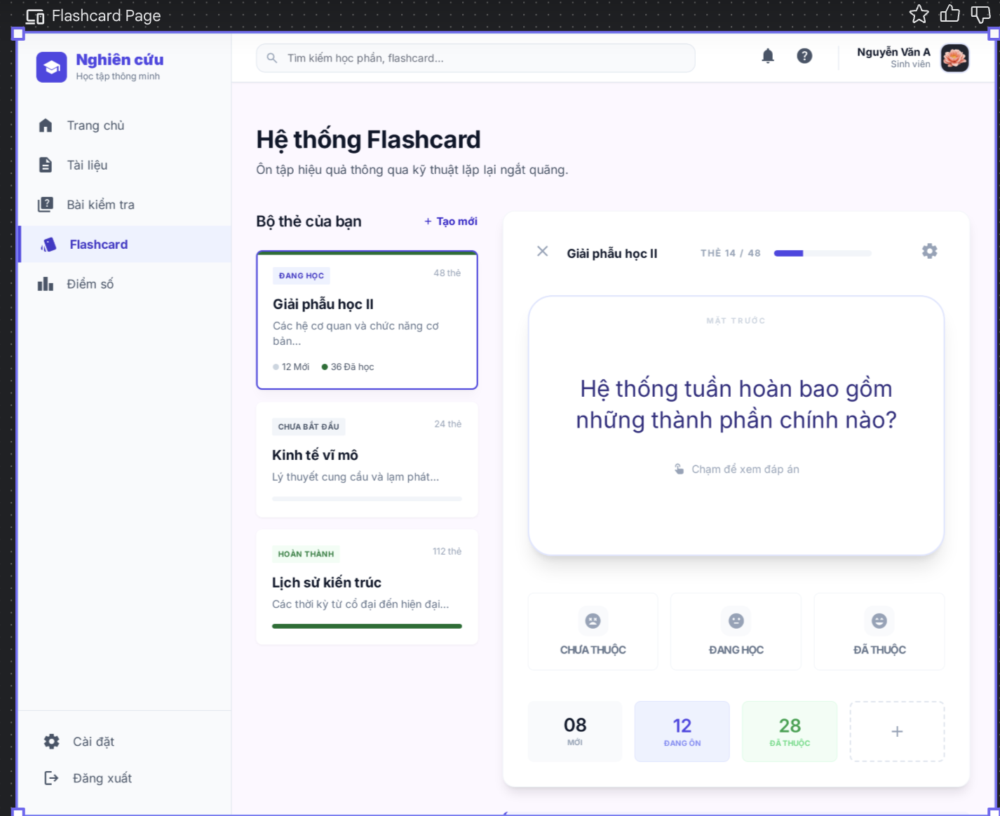 Flashcard Page
Nghiên cứu
Học tập thông minh
Tìm kiếm học phần, flashcard...
Nguyễn Văn A
Sinh viên
Trang chủ
Tài liệu
Bài kiểm tra
Flashcard
Điểm số
Cài đặt
Đăng xuất
Hệ thống Flashcard
Ôn tập hiệu quả thông qua kỹ thuật lặp lại ngắt quãng.
Bộ thẻ của bạn
+ Tạo mới
ĐANG HỌC
48 thẻ
Giải phẫu học II
Các hệ cơ quan và chức năng cơ
bản...
12 Mới
36 Đã học
CHƯA BẮT ĐẦU
24 thẻ
Kinh tế vĩ mô
Lý thuyết cung cầu và lạm phát...
HOÀN THÀNH
112 thẻ
Lịch sử kiến trúc
Các thời kỳ từ cổ đại đến hiện đại...
Giải phẫu học II
THẺ 14 / 48
MẶT TRƯỚC
Hệ thống tuần hoàn bao gồm
những thành phần chính nào?
Chạm để xem đáp án
CHƯA THUỘC
ĐANG HỌC
ĐÃ THUỘC
08
MỚI
12
ĐANG ÔN
28
ĐÃ THUỘC
+